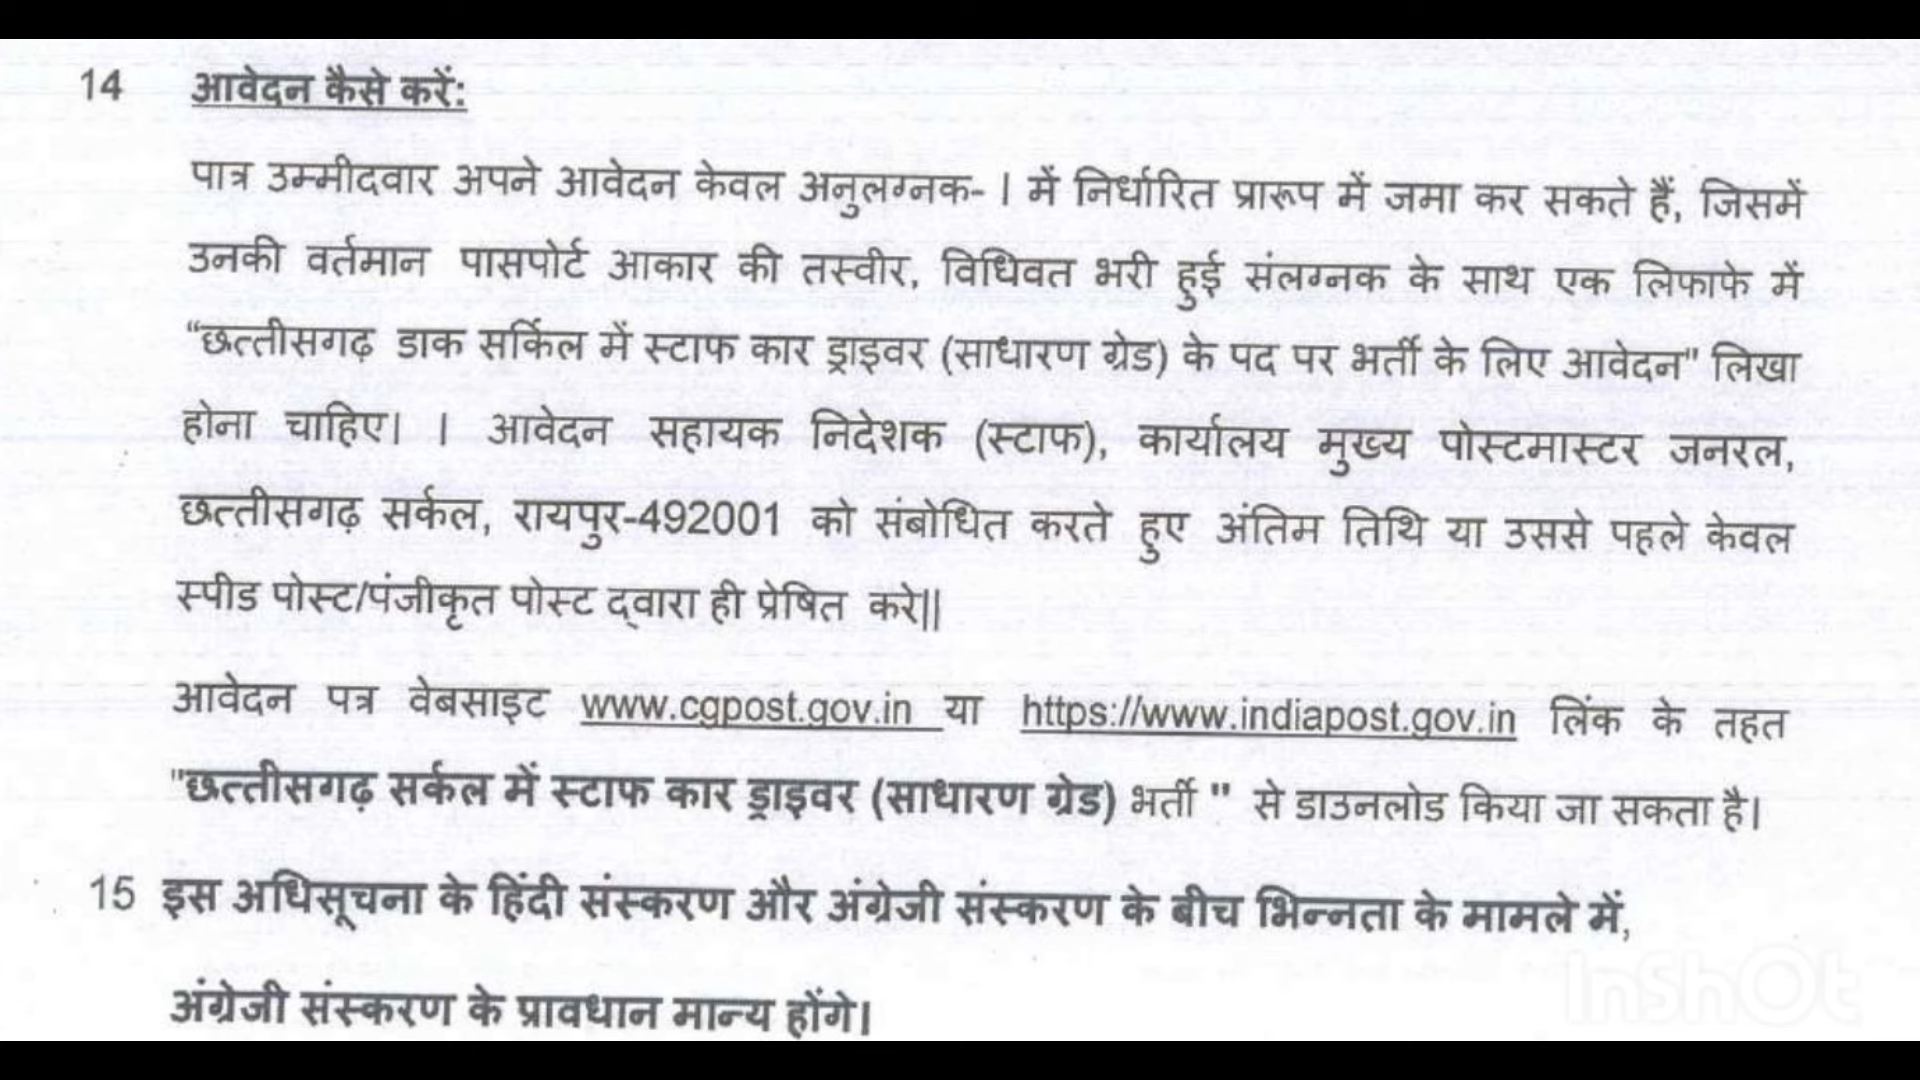 14 आवेदन कैसे करें:
पात्र उम्मीदवार अपने आवेदन केवल अनुलग्नक- I में निर्धारित प्रारूप में जमा कर सकते हैं, जिसमें
उनकी वर्तमान पासपोर्ट आकार की तस्वीर, विधिवत भरी हुई संलग्नक के साथ एक लिफाफे में
“छत्तीसगढ़ डाक सर्किल में स्टाफ कार ड्राइवर (साधारण ग्रेड) के पद पर भर्ती के लिए आवेदन" लिखा
होना चाहिए। । आवेदन सहायक निदेशक (स्टाफ), कार्यालय मुख्य पोस्टमास्टर जनरल,
छत्तीसगढ़ सर्कल, रायपुर-492001 को संबोधित करते हुए अंतिम तिथि या उससे पहले केवल
स्पीड पोस्ट/पंजीकृत पोस्ट द्वारा ही प्रेषित करे||
आवेदन पत्र वेबसाइट www.cgpost.gov.in या https://www.indiapost.gov.in लिंक के तहत
"छत्तीसगढ़ सर्कल में स्टाफ कार ड्राइवर (साधारण ग्रेड) भर्ती " से डाउनलोड किया जा सकता है।
15 इस अधिसूचना के हिंदी संस्करण और अंग्रेजी संस्करण के बीच भिन्नता के मामले में,
अंग्रेजी संस्करण के प्रावधान मान्य होंगे।
InShOt